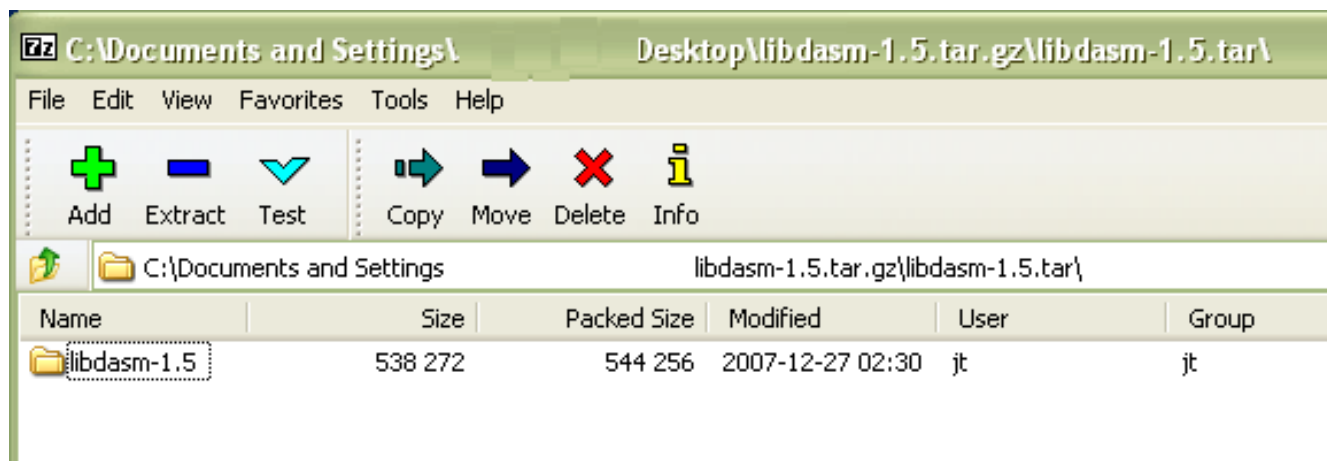 7z C:\Documents and Settings\ Desktop\libdasm-1.5.tar.gz\libdasm-1.5.tar\
File Edit View Favorites Tools Help
Add Extract Test Copy Move Delete Info
C:\Documents and Settings libdasm-1.5.tar.gz\libdasm-1.5.tar\
Name Size Packed Size Modified User Group
libdasm-1.5 538 272 544 256 2007-12-27 02:30 jt jt